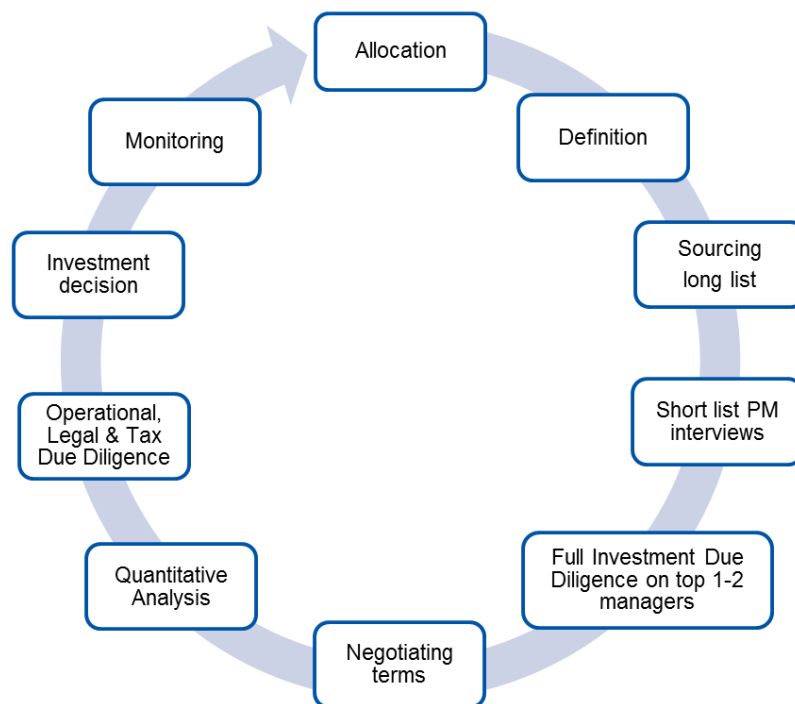 Allocation
Definition
Sourcing
long list
Short list PM
interviews
Full Investment Due
Diligence on top 1-2
managers
Negotiating
terms
Quantitative
Analysis
Operational,
Legal & Tax
Due Diligence
Investment
decision
Monitoring